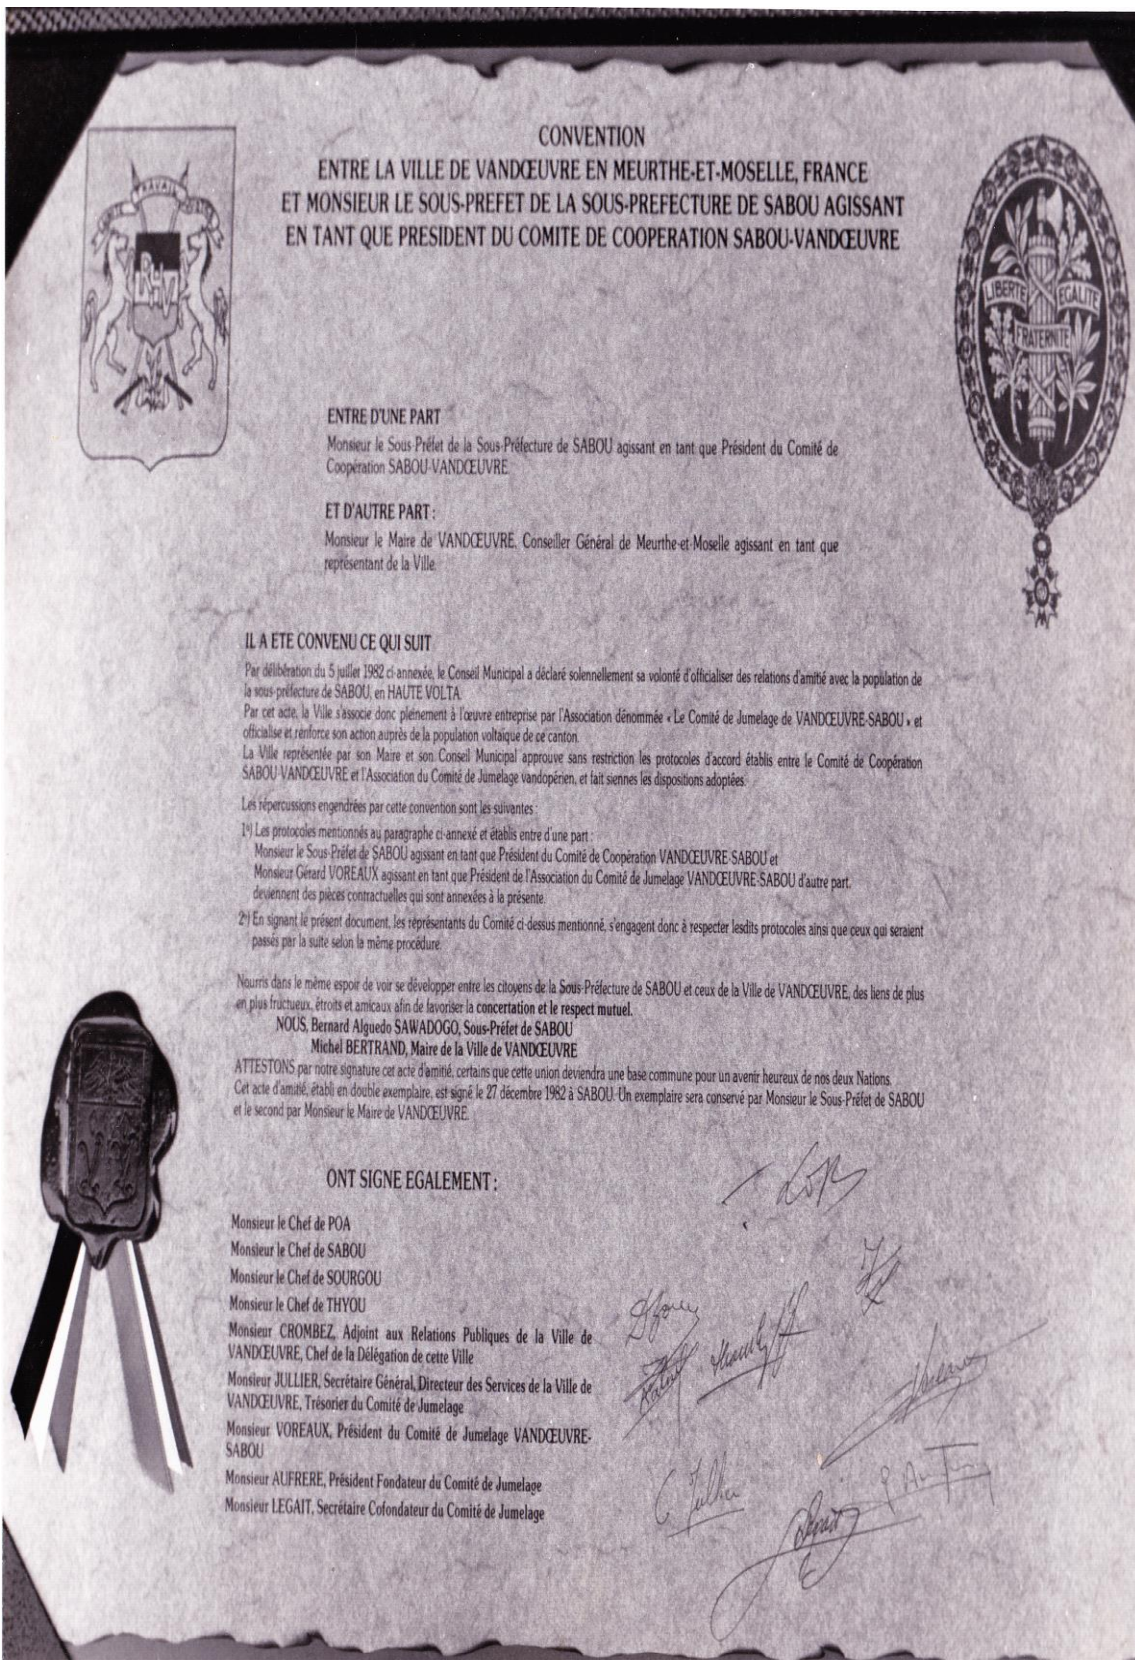 CONVENTION
ENTRE LA VILLE DE VANDŒUVRE EN MEURTHE-ET-MOSELLE, FRANCE
ET MONSIEUR LE SOUS-PREFET DE LA SOUS-PREFECTURE DE SABOU AGISSANT
EN TANT QUE PRESIDENT DU COMITE DE COOPERATION SABOU-VANDŒUVRE
TRAVAIL
RHV
LIBERTE
EGALITE
FRATERNITE
ENTRE D'UNE PART
Monsieur le Sous-Préfet de la Sous-Préfecture de SABOU agissant en tant que Président du Comité de
Coopération SABOU-VANDŒUVRE
ET D'AUTRE PART :
Monsieur le Maire de VANDŒUVRE, Conseiller Général de Meurthe-et-Moselle agissant en tant que
représentant de la Ville.
IL A ETE CONVENU CE QUI SUIT
Par délibération du 5 juillet 1982 ci-annexée, le Conseil Municipal a déclaré solennellement sa volonté d'officialiser des relations d'amitié avec la population de
la sous-préfecture de SABOU, en HAUTE VOLTA.
Par cet acte, la Ville s'associe donc pleinement à l'œuvre entreprise par l'Association dénommée « Le Comité de Jumelage de VANDŒUVRE-SABOU » et
officialise et renforce son action auprès de la population voltaïque de ce canton.
La Ville représentée par son Maire et son Conseil Municipal approuve sans restriction les protocoles d'accord établis entre le Comité de Coopération
SABOU-VANDŒUVRE et l'Association du Comité de Jumelage vandopérien, et fait siennes les dispositions adoptées.
Les répercussions engendrées par cette convention sont les suivantes :
1°) Les protocoles mentionnés au paragraphe ci-annexé et établis entre d'une part :
Monsieur le Sous-Préfet de SABOU agissant en tant que Président du Comité de Coopération VANDŒUVRE-SABOU et
Monsieur Gérard VOREAUX agissant en tant que Président de l'Association du Comité de Jumelage VANDŒUVRE-SABOU d'autre part,
deviennent des pièces contractuelles qui sont annexées à la présente.
2°) En signant le présent document, les représentants du Comité ci-dessus mentionné, s'engagent donc à respecter lesdits protocoles ainsi que ceux qui seraient
passés par la suite selon la même procédure.
Nourris dans le même espoir de voir se développer entre les citoyens de la Sous-Préfecture de SABOU et ceux de la Ville de VANDŒUVRE, des liens de plus
en plus fructueux, étroits et amicaux afin de favoriser la concertation et le respect mutuel.
NOUS, Bernard Alguedo SAWADOGO, Sous-Préfet de SABOU
Michel BERTRAND, Maire de la Ville de VANDŒUVRE
ATTESTONS par notre signature cet acte d'amitié, certains que cette union deviendra une base commune pour un avenir heureux de nos deux Nations.
Cet acte d'amitié, établi en double exemplaire, est signé le 27 décembre 1982 à SABOU. Un exemplaire sera conservé par Monsieur le Sous-Préfet de SABOU
et le second par Monsieur le Maire de VANDŒUVRE.
ONT SIGNE EGALEMENT :
Monsieur le Chef de POA
Monsieur le Chef de SABOU
Monsieur le Chef de SOURGOU
Monsieur le Chef de THYOU
Monsieur CROMBEZ, Adjoint aux Relations Publiques de la Ville de
VANDŒUVRE, Chef de la Délégation de cette Ville
Monsieur JULLIER, Secrétaire Général, Directeur des Services de la Ville de
VANDŒUVRE, Trésorier du Comité de Jumelage
Monsieur VOREAUX, Président du Comité de Jumelage VANDŒUVRE-
SABOU
Monsieur AUFRERE, Président Fondateur du Comité de Jumelage
Monsieur LEGAIT, Secrétaire Cofondateur du Comité de Jumelage